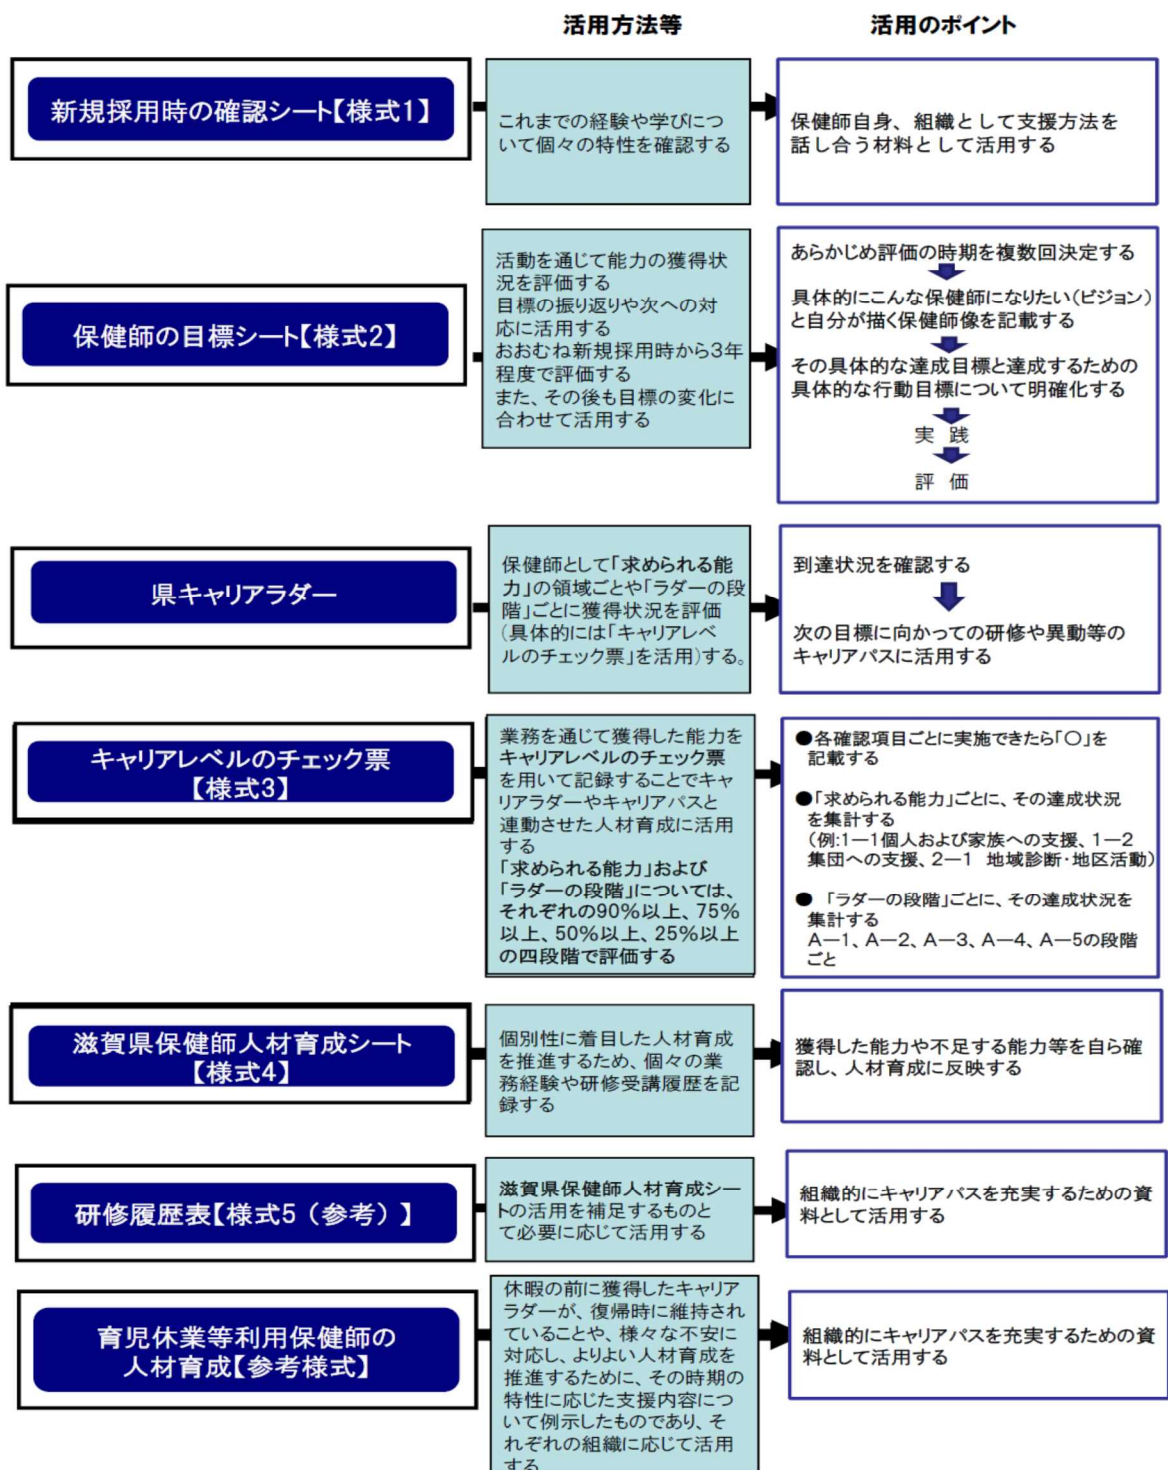 活用方法等
活用のポイント
新規採用時の確認シート【様式1】
これまでの経験や学びにつ
いて個々の特性を確認する
保健師自身、組織として支援方法を
話し合う材料として活用する
保健師の目標シート【様式2】
活動を通じて能力の獲得状
況を評価する
目標の振り返りや次への対
応に活用する
おおむね新規採用時から3年
程度で評価する
また、その後も目標の変化に
合わせて活用する
あらかじめ評価の時期を複数回決定する
具体的にこんな保健師になりたい(ビジョン)
と自分が描く保健師像を記載する
その具体的な達成目標と達成するための
具体的な行動目標について明確化する
実 践
評 価
県キャリアラダー
保健師として「求められる能
力」の領域ごとや「ラダーの段
階」ごとに獲得状況を評価
(具体的には「キャリアレベ
ルのチェック票」を活用)する。
到達状況を確認する
次の目標に向かっての研修や異動等の
キャリアパスに活用する
キャリアレベルのチェック票
【様式3】
業務を通じて獲得した能力を
キャリアレベルのチェック票
を用いて記録することでキャ
リアラダーやキャリアパスと
連動させた人材育成に活用
する
「求められる能力」および
「ラダーの段階」については、
それぞれの90%以上、75%
以上、50%以上、25%以上
の四段階で評価する
●各確認項目ごとに実施できたら「○」を
記載する
●「求められる能力」ごとに、その達成状況
を集計する
(例:1―1個人および家族への支援、1―2
集団への支援、2―1 地域診断・地区活動)
● 「ラダーの段階」ごとに、その達成状況を
集計する
A―1、A―2、A―3、A―4、A―5の段階
ごと
滋賀県保健師人材育成シート
【様式4】
個別性に着目した人材育成
を推進するため、個々の業
務経験や研修受講履歴を記
録する
獲得した能力や不足する能力等を自ら確
認し、人材育成に反映する
研修履歴表【様式5(参考)】
滋賀県保健師人材育成シー
トの活用を補足するものと
て必要に応じて活用する
組織的にキャリアパスを充実するための資
料として活用する
育児休業等利用保健師の
人材育成【参考様式】
休暇の前に獲得したキャリア
ラダーが、復帰時に維持され
ていることや、様々な不安に
対応し、よりよい人材育成を
推進するために、その時期の
特性に応じた支援内容につ
いて例示したものであり、そ
れぞれの組織に応じて活用
する
組織的にキャリアパスを充実するための資
料として活用する